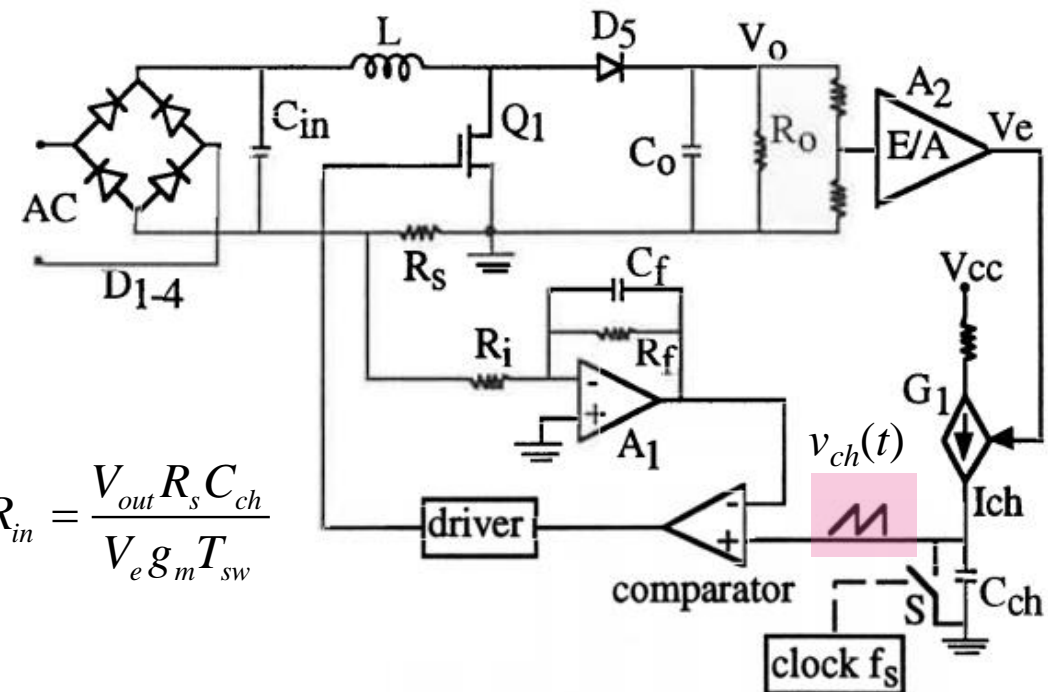 L
D5
Vo
Cin
Q1
Co
Ro
A2
E/A
Ve
AC
D1-4
Rs
Cf
Vcc
Ri
Rf
-
+
A1
G1
vch(t)
Ich
Rin = Vout Rs Cch / Ve gm Tsw
driver
-
+
comparator
S
Cch
clock fs